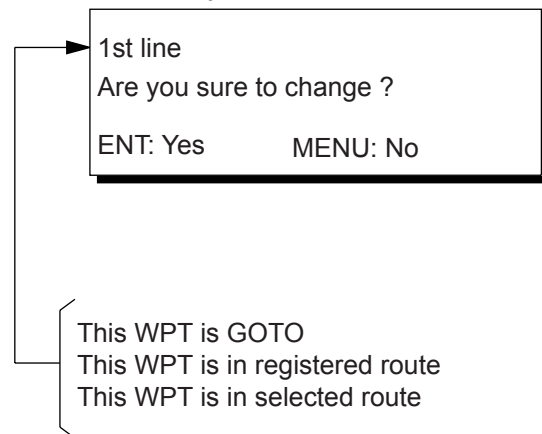 1st line
Are you sure to change ?
ENT: Yes MENU: No
This WPT is GOTO
This WPT is in registered route
This WPT is in selected route